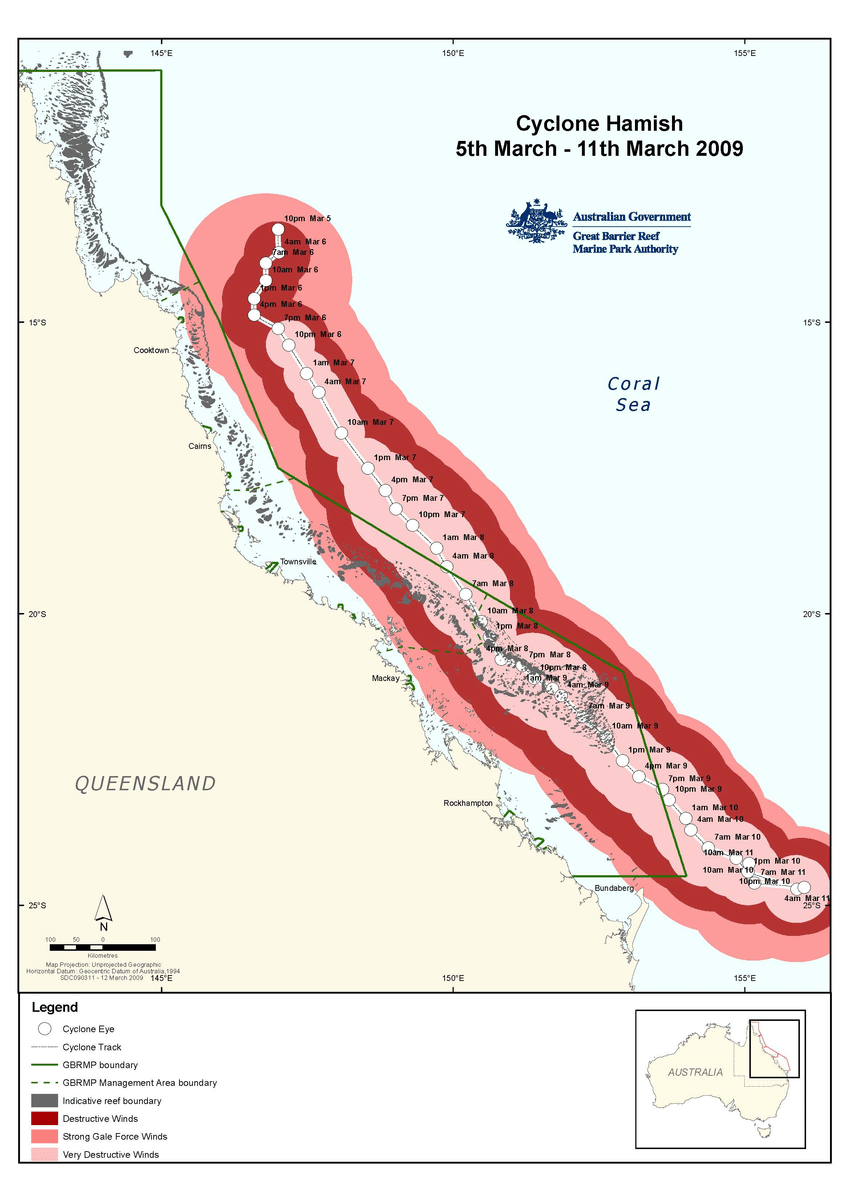 145°E 150°E 155°E
Cyclone Hamish
5th March - 11th March 2009
Australian Government
Great Barrier Reef
Marine Park Authority
10pm Mar 5
4am Mar 6
7am Mar 6
10am Mar 6
1pm Mar 6
4pm Mar 6
7pm Mar 6
15°S 15°S
10pm Mar 6
Cooktown
1am Mar 7
4am Mar 7
Coral
Sea
10am Mar 7
Cairns
1pm Mar 7
4pm Mar 7
7pm Mar 7
10pm Mar 7
1am Mar 8
4am Mar 8
Townsville
7am Mar 8
10am Mar 8
20°S 20°S
1pm Mar 8
4pm Mar 8
7pm Mar 8
10pm Mar 8
1am Mar 9
Mackay
4am Mar 9
7am Mar 9
10am Mar 9
1pm Mar 9
4pm Mar 9
7pm Mar 9
QUEENSLAND
10pm Mar 9
Rockhampton
1am Mar 10
4am Mar 10
7am Mar 10
10am Mar 11
1pm Mar 10
10am Mar 10
7am Mar 11
10pm Mar 10
Bundaberg
4am Mar 11
25°S 25°S
N
100 50 0 100
Kilometres
Map Projection: Unprojected Geographic
Horizontal Datum: Geocentric Datum of Australia,1994
SDC090311 - 12 March 2009
145°E 150°E 155°E
Legend
Cyclone Eye
Cyclone Track
GBRMP boundary
GBRMP Management Area boundary
Indicative reef boundary
Destructive Winds
Strong Gale Force Winds
Very Destructive Winds
AUSTRALIA